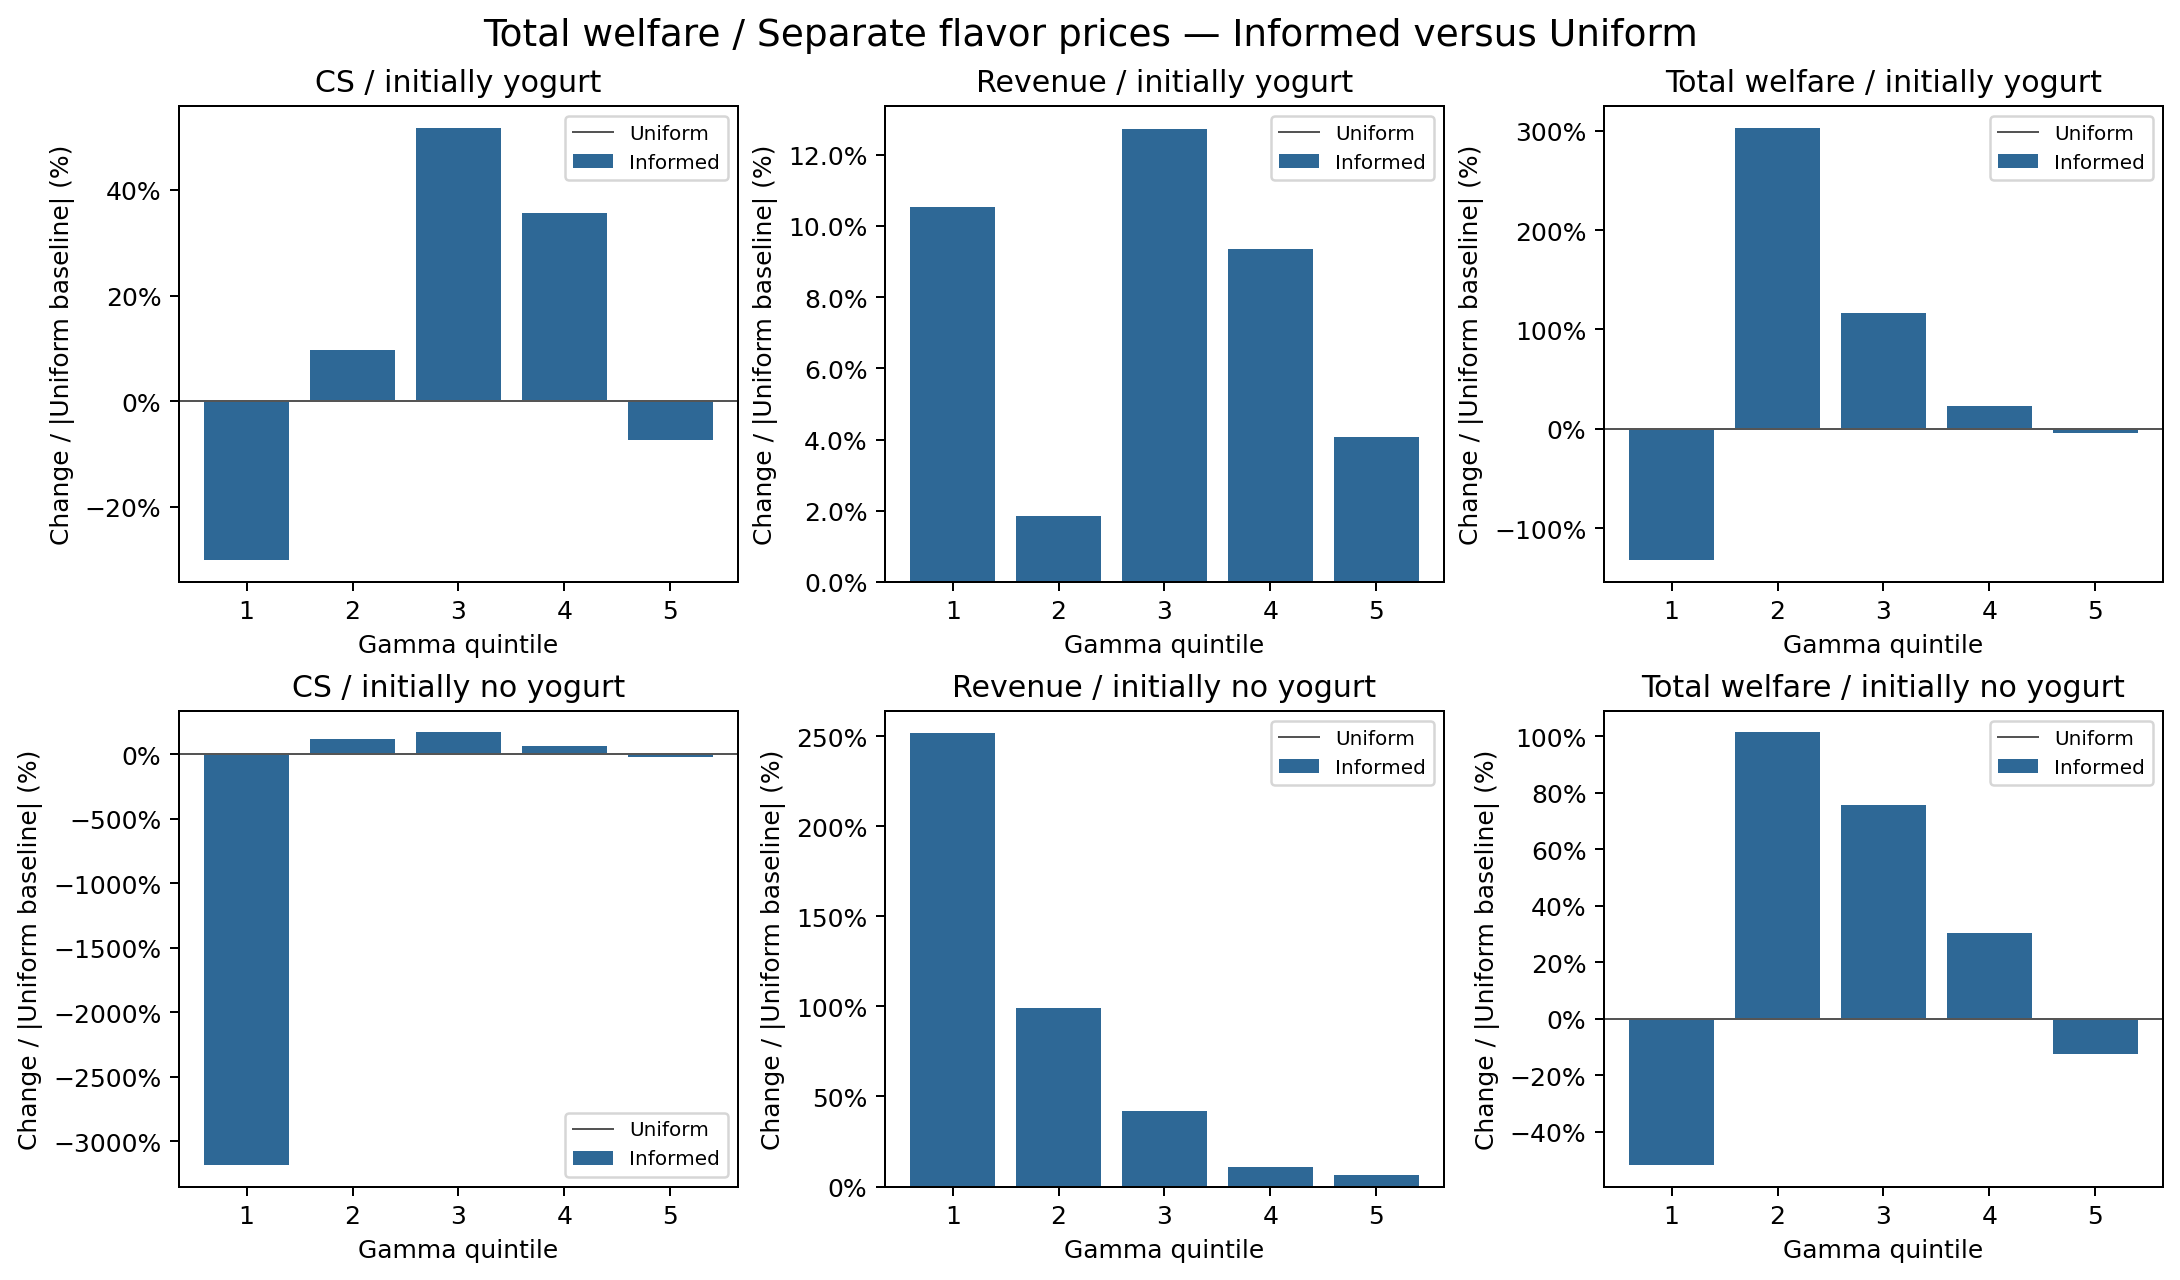 Total welfare / Separate flavor prices — Informed versus Uniform
CS / initially yogurt
Change / |Uniform baseline| (%)
40%
20%
0%
−20%
Uniform
Informed
1 2 3 4 5
Gamma quintile
Revenue / initially yogurt
Change / |Uniform baseline| (%)
12.0%
10.0%
8.0%
6.0%
4.0%
2.0%
0.0%
Uniform
Informed
1 2 3 4 5
Gamma quintile
Total welfare / initially yogurt
Change / |Uniform baseline| (%)
300%
200%
100%
0%
−100%
Uniform
Informed
1 2 3 4 5
Gamma quintile
CS / initially no yogurt
Change / |Uniform baseline| (%)
0%
−500%
−1000%
−1500%
−2000%
−2500%
−3000%
Uniform
Informed
1 2 3 4 5
Gamma quintile
Revenue / initially no yogurt
Change / |Uniform baseline| (%)
250%
200%
150%
100%
50%
0%
Uniform
Informed
1 2 3 4 5
Gamma quintile
Total welfare / initially no yogurt
Change / |Uniform baseline| (%)
100%
80%
60%
40%
20%
0%
−20%
−40%
Uniform
Informed
1 2 3 4 5
Gamma quintile